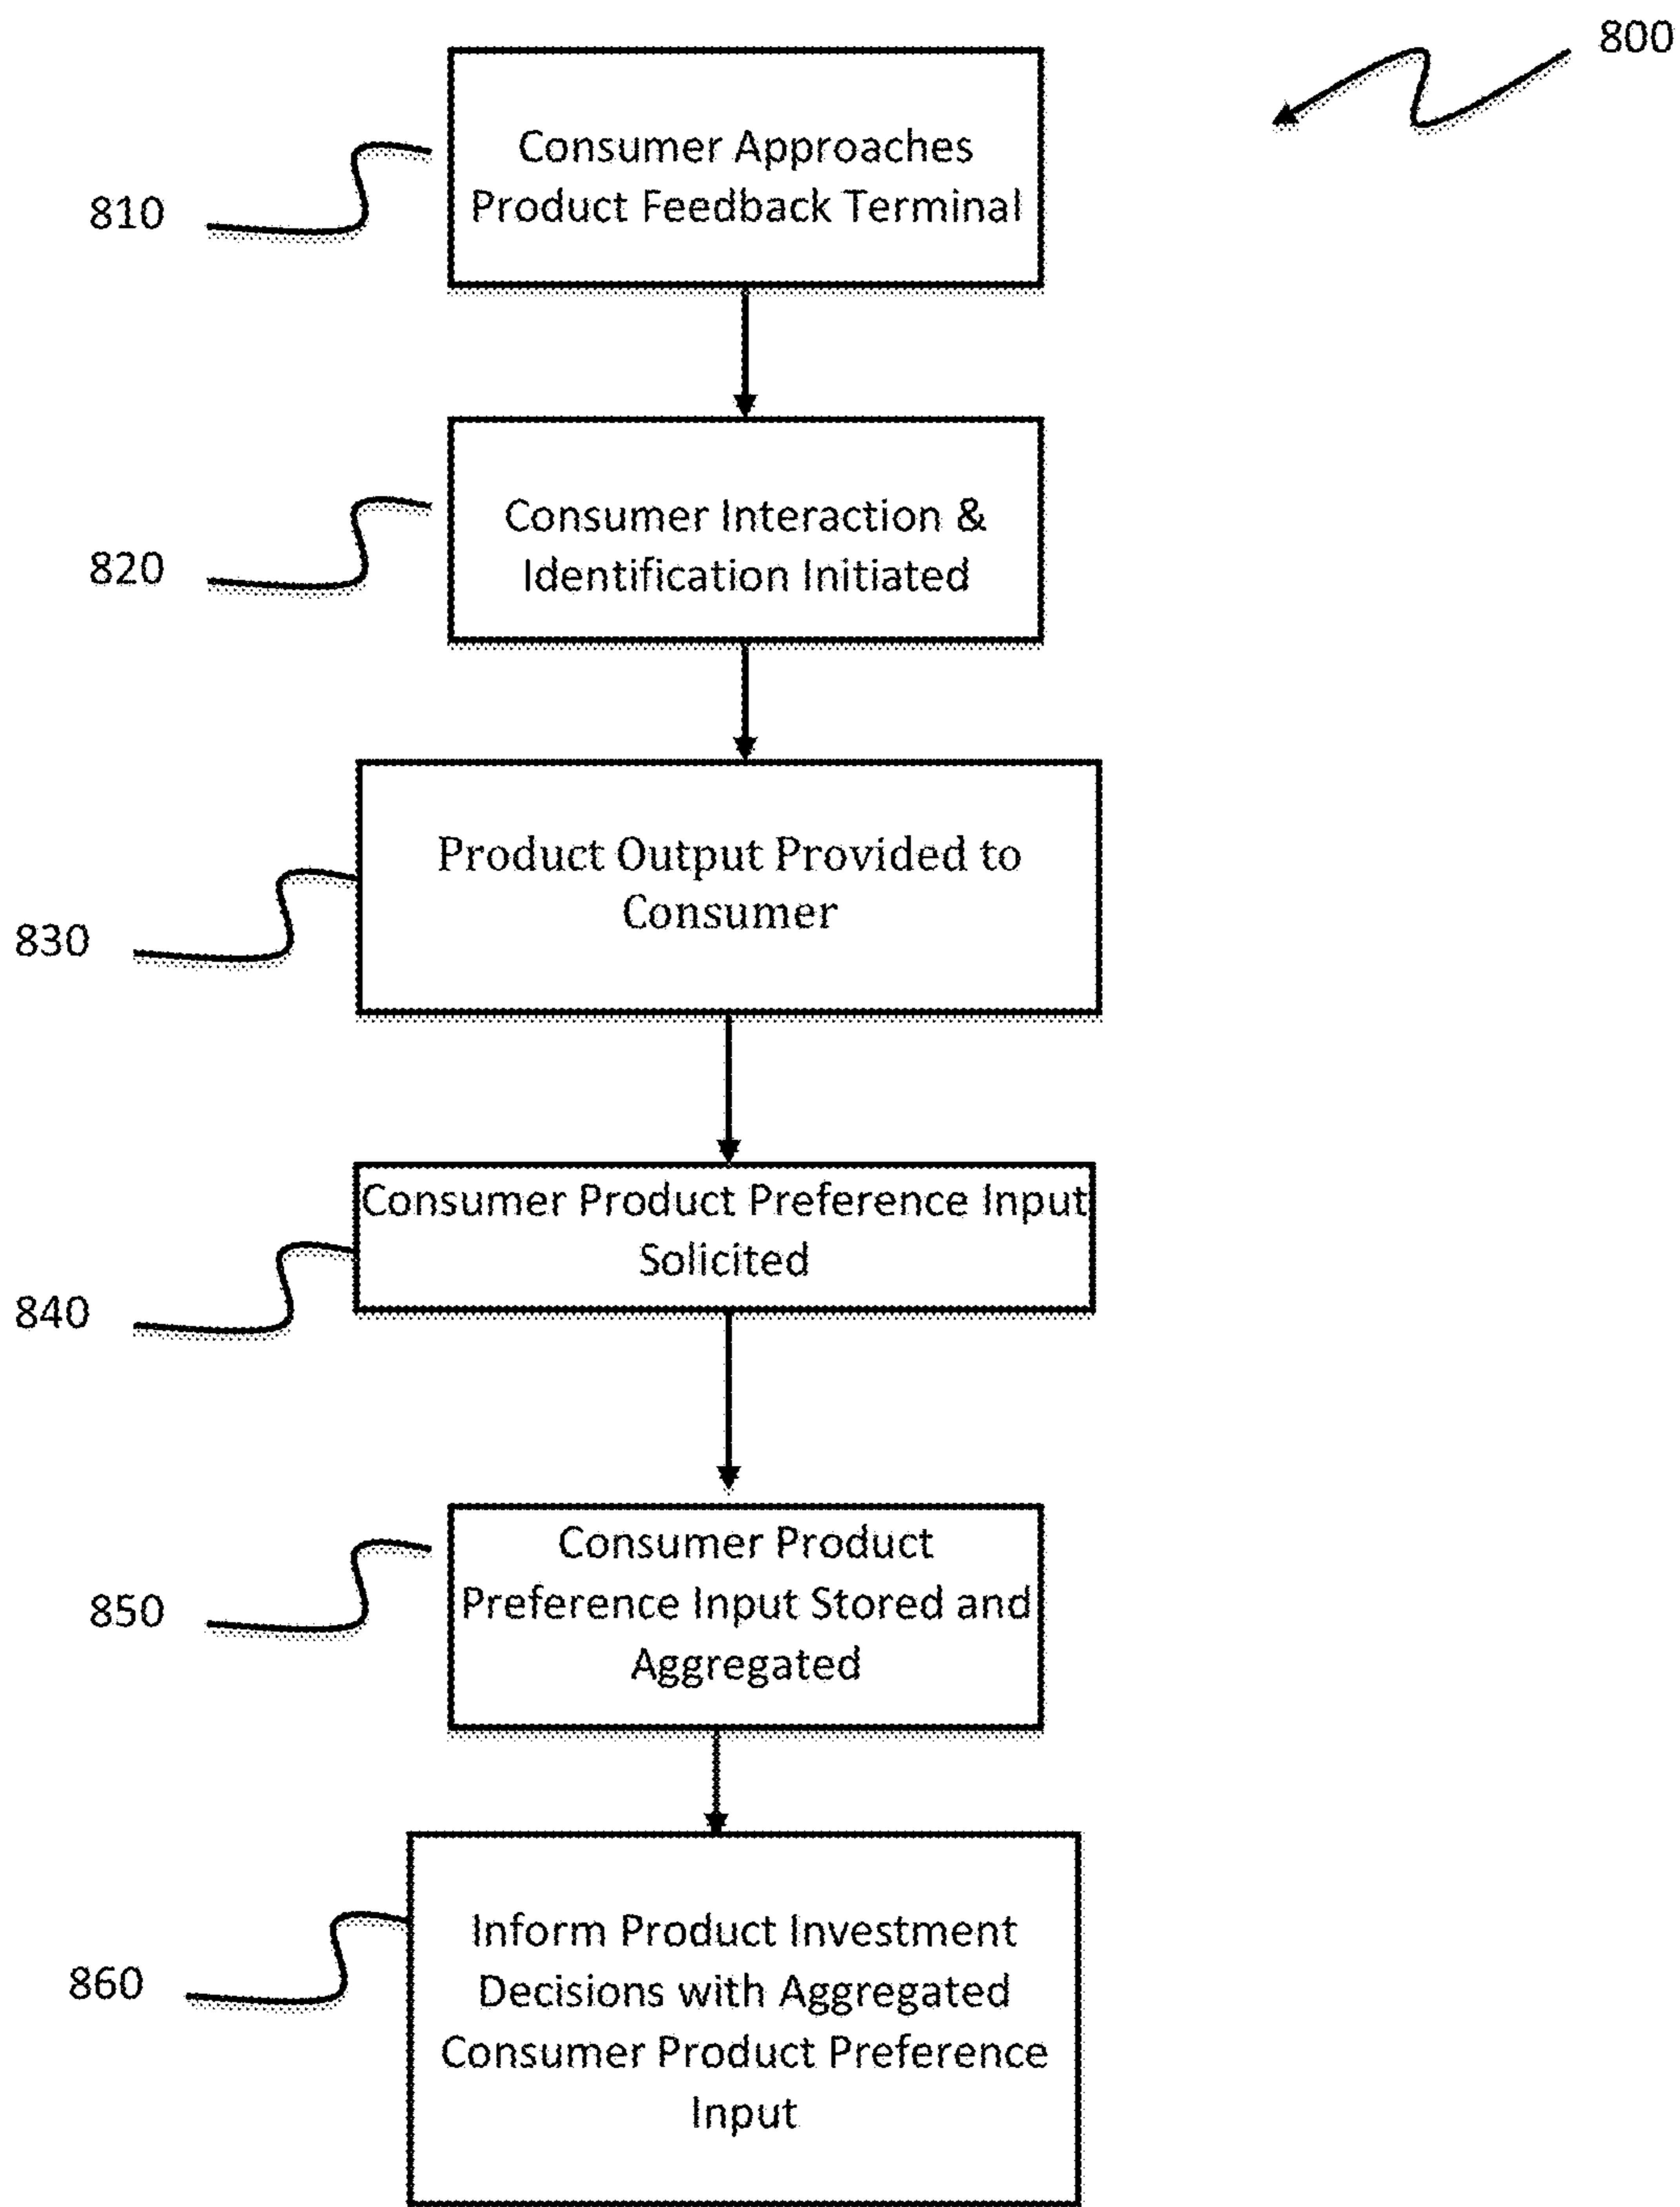 800
Consumer Approaches
Product Feedback Terminal
810
Consumer Interaction &
Identification Initiated
820
Product Output Provided to
Consumer
830
Consumer Product Preference Input
Solicited
840
Consumer Product
Preference Input Stored and
Aggregated
850
Inform Product Investment
Decisions with Aggregated
Consumer Product Preference
Input
860